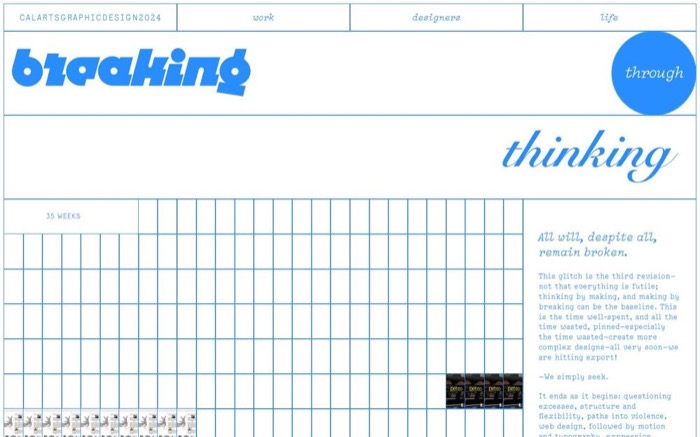 CALARTSGRAPHICDESIGN2024
work
designers
life
breaking
through
thinking
35 WEEKS
All will, despite all,
remain broken.
This glitch is the third revision—
not that everything is futile;
thinking by making, and making by
breaking can be the baseline. This
is the time well-spent, and all the
time wasted, pinned—especially
the time wasted—create more
complex designs—all very soon—we
are hitting export!
—We simply seek.
It ends as it begins: questioning
excesses, structure and
flexibility, paths into violence,
web design, followed by motion
and typography, expression